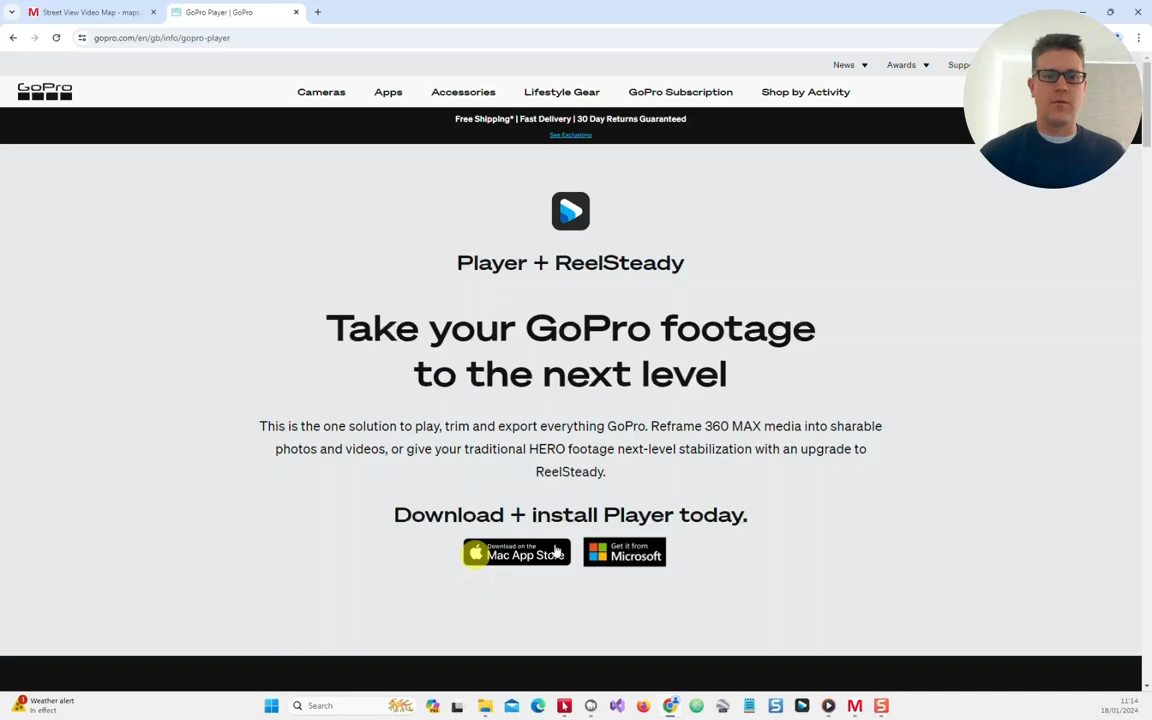 Street View Video Map - maps.
GoPro Player | GoPro
gopro.com/en/gb/info/gopro-player
News
Awards
GoPro
Cameras
Apps
Accessories
Lifestyle Gear
GoPro Subscription
Shop by Activity
Free Shipping* | Fast Delivery | 30 Day Returns Guaranteed
See Exclusions
Player + ReelSteady
Take your GoPro footage
to the next level
This is the one solution to play, trim and export everything GoPro. Reframe 360 MAX media into sharable
photos and videos, or give your traditional HERO footage next-level stabilization with an upgrade to
ReelSteady.
Download + install Player today.
Download on the
Mac App Store
Get it from
Microsoft
Weather alert
In effect
Search
11:14
18/01/2024